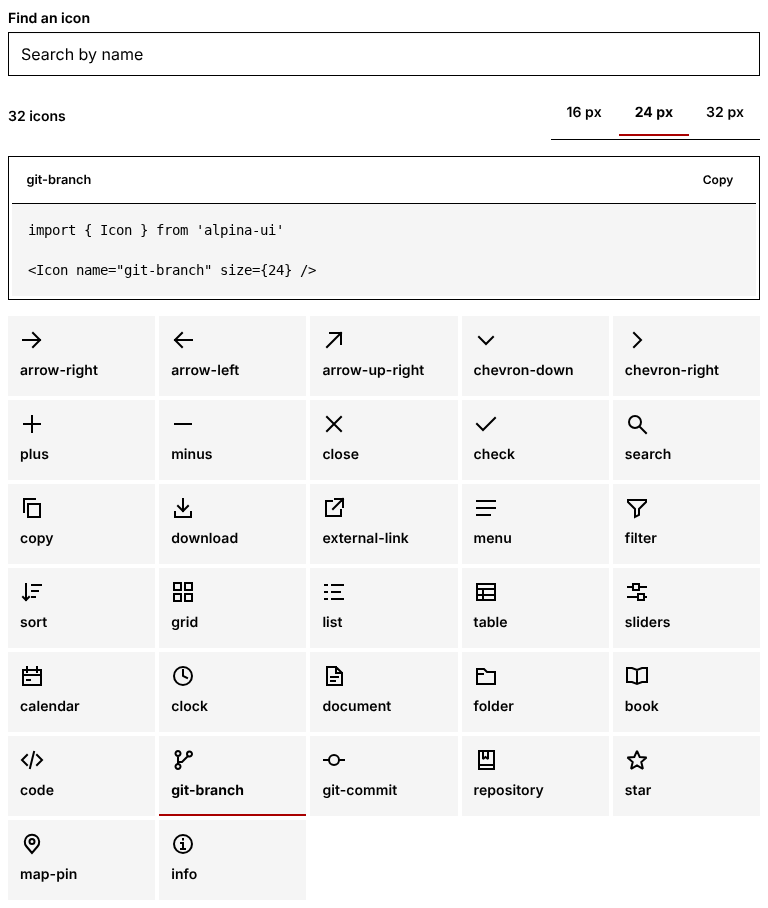 Find an icon
Search by name
32 icons
16 px 24 px 32 px
git-branch
Copy
import { Icon } from 'alpina-ui'
<Icon name="git-branch" size={24} />
arrow-right arrow-left arrow-up-right chevron-down chevron-right
plus minus close check search
copy download external-link menu filter
sort grid list table sliders
calendar clock document folder book
code git-branch git-commit repository star
map-pin info